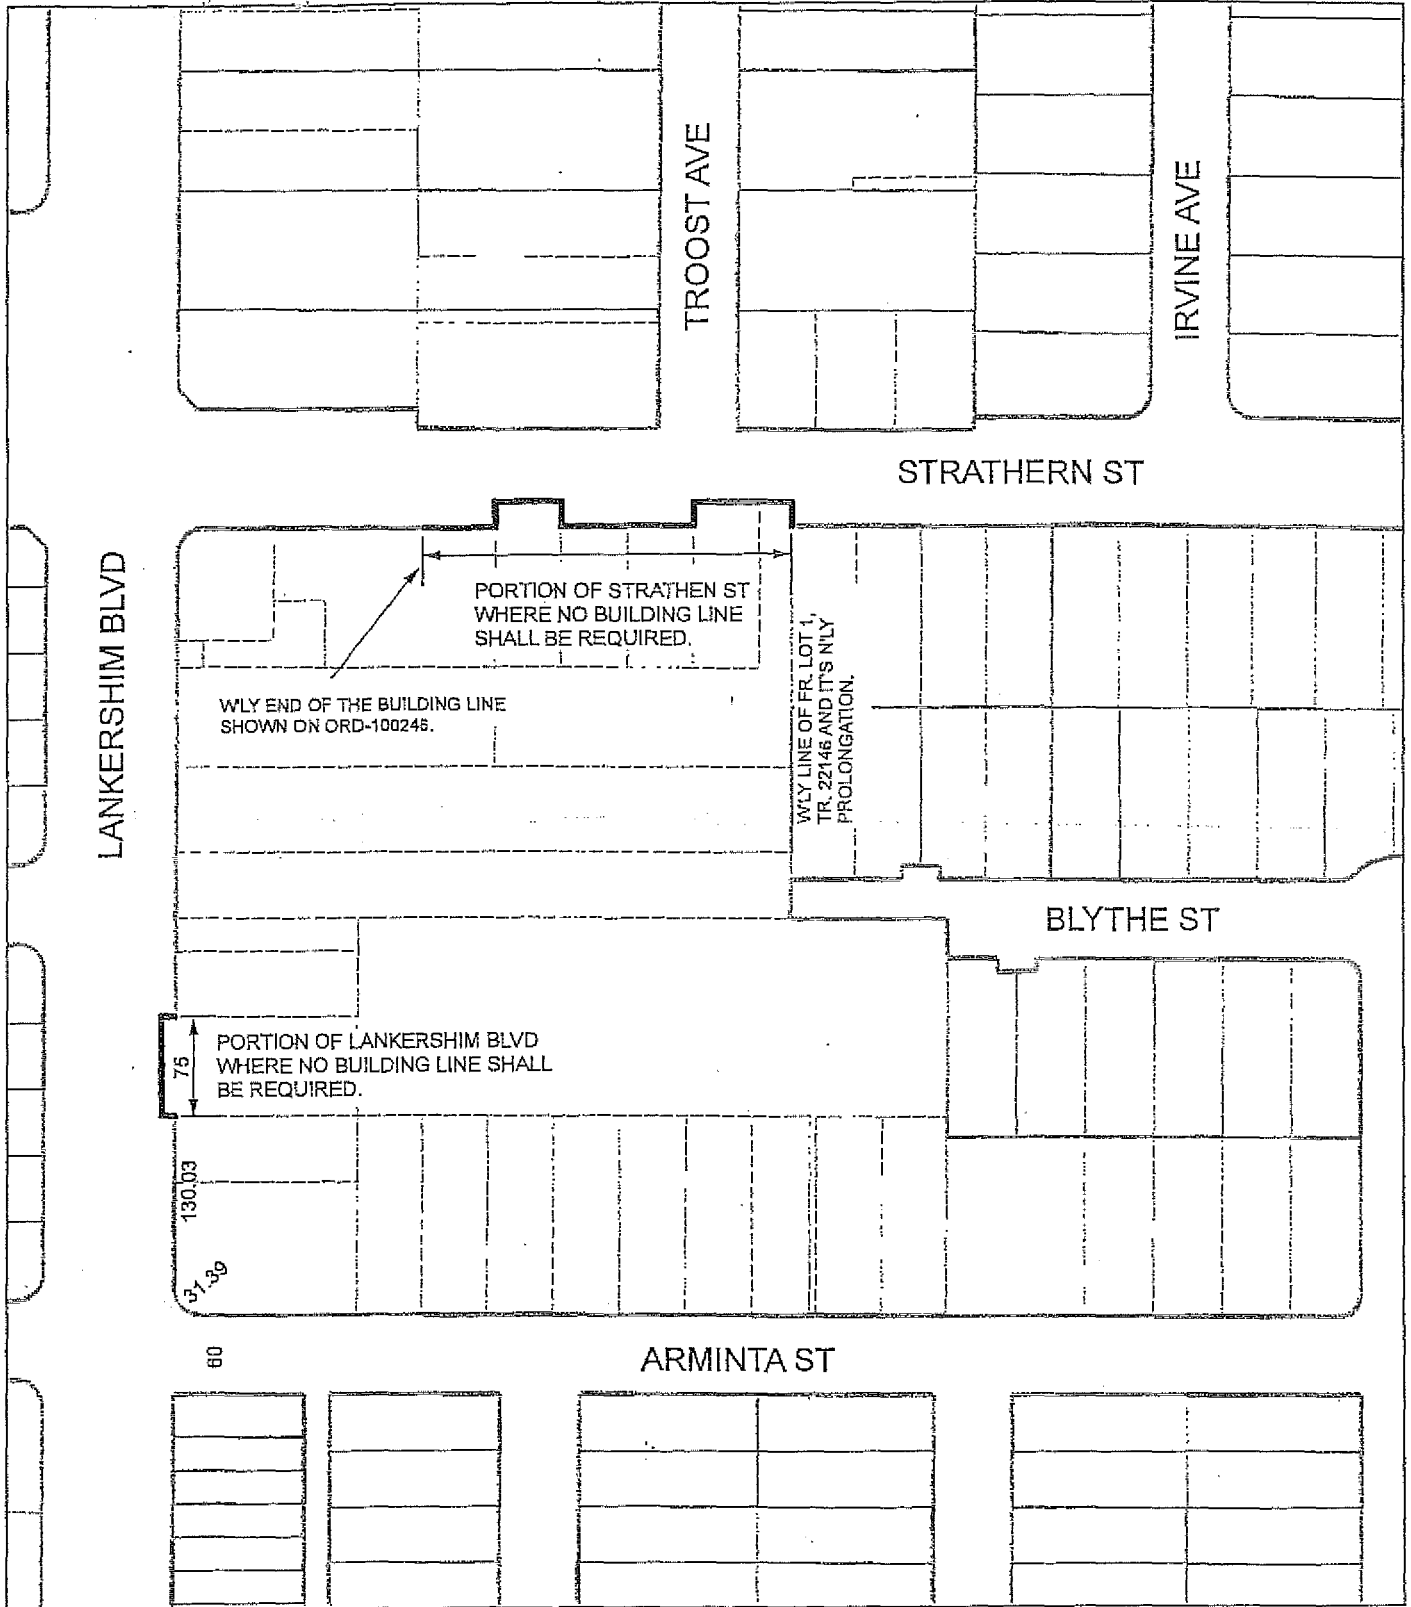 TROOST AVE
IRVINE AVE
STRATHERN ST
LANKERSHIM BLVD
PORTION OF STRATHEN ST
WHERE NO BUILDING LINE
SHALL BE REQUIRED.
W'LY END OF THE BUILDING LINE
SHOWN ON ORD-100246.
W'LY LINE OF FR. LOT 1,
TR. 22146 AND IT'S N'LY
PROLONGATION.
BLYTHE ST
75
PORTION OF LANKERSHIM BLVD
WHERE NO BUILDING LINE SHALL
BE REQUIRED.
130.03
31.39
60
ARMINTA ST